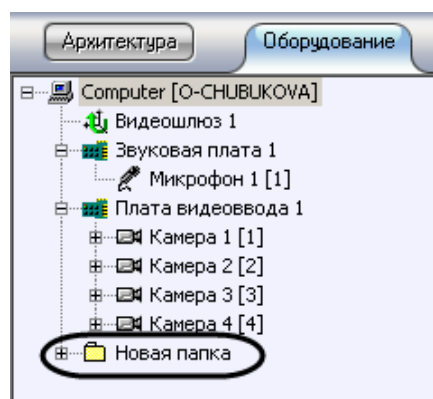 Архитектура Оборудование
Computer [O-CHUBUKOVA]
Видеошлюз 1
Звуковая плата 1
Микрофон 1 [1]
Плата видеоввода 1
Камера 1 [1]
Камера 2 [2]
Камера 3 [3]
Камера 4 [4]
Новая папка